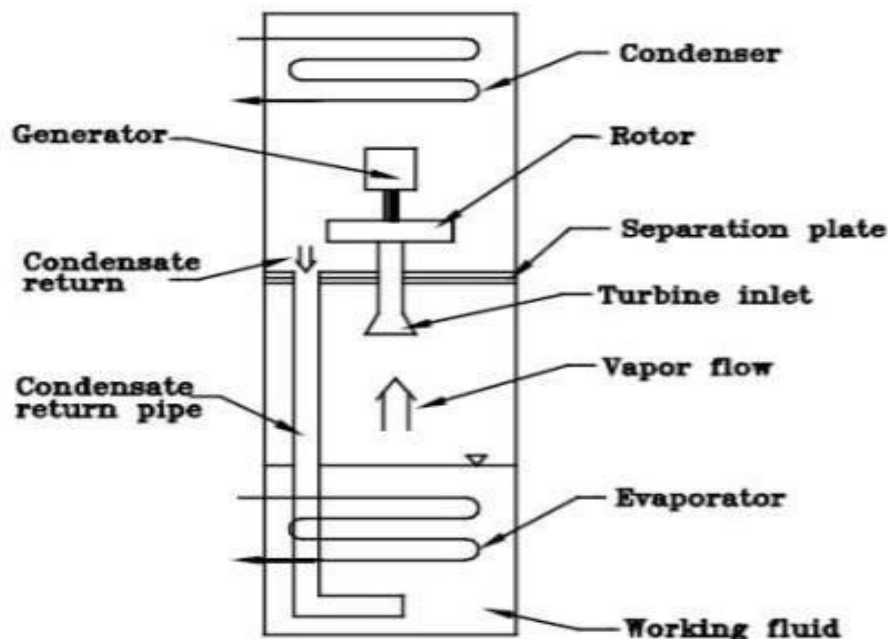 Condenser
Generator
Rotor
Separation plate
Condensate
return
Turbine inlet
Vapor flow
Condensate
return pipe
Evaporator
Working fluid